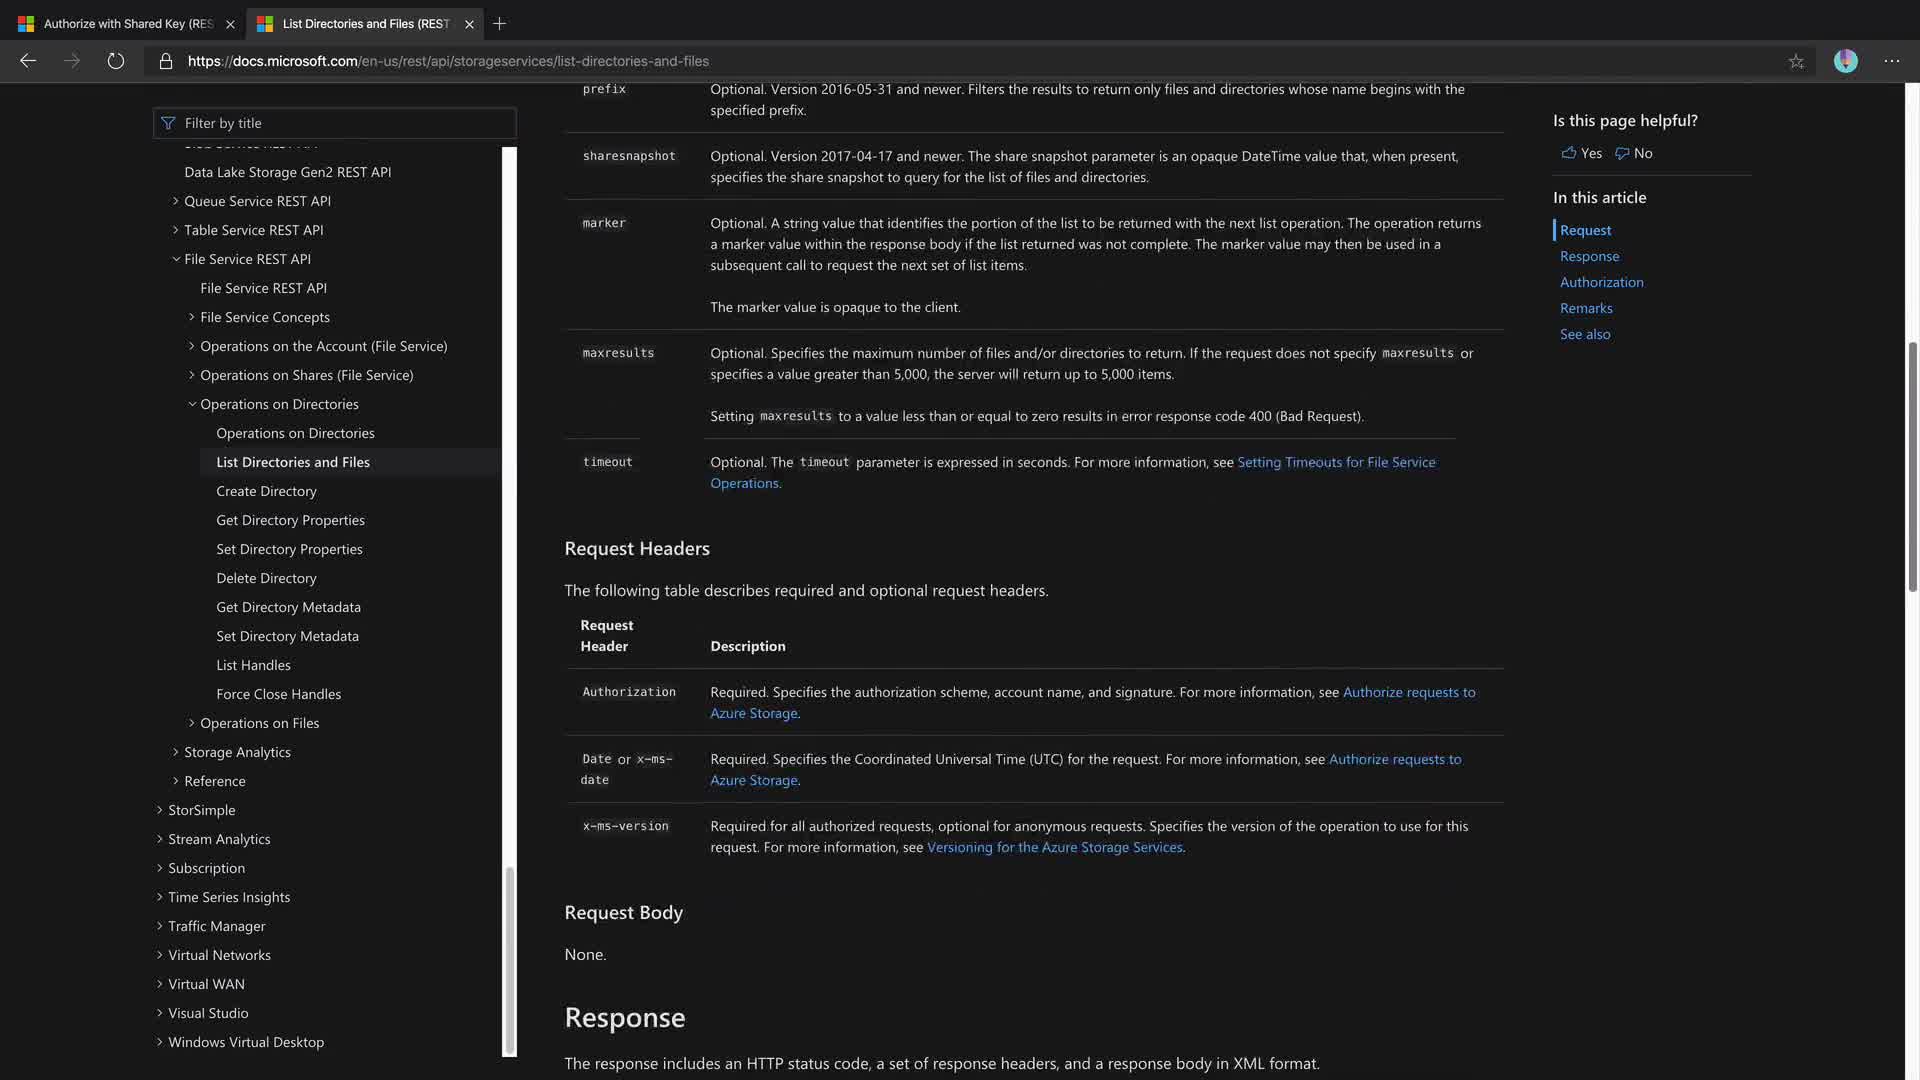 Authorize with Shared Key (RES
List Directories and Files (REST
https://docs.microsoft.com/en-us/rest/api/storageservices/list-directories-and-files
Filter by title
Data Lake Storage Gen2 REST API
Queue Service REST API
Table Service REST API
File Service REST API
File Service REST API
File Service Concepts
Operations on the Account (File Service)
Operations on Shares (File Service)
Operations on Directories
Operations on Directories
List Directories and Files
Create Directory
Get Directory Properties
Set Directory Properties
Delete Directory
Get Directory Metadata
Set Directory Metadata
List Handles
Force Close Handles
Operations on Files
Storage Analytics
Reference
StorSimple
Stream Analytics
Subscription
Time Series Insights
Traffic Manager
Virtual Networks
Virtual WAN
Visual Studio
Windows Virtual Desktop
prefix Optional. Version 2016-05-31 and newer. Filters the results to return only files and directories whose name begins with the
specified prefix.
sharesnapshot Optional. Version 2017-04-17 and newer. The share snapshot parameter is an opaque DateTime value that, when present,
specifies the share snapshot to query for the list of files and directories.
marker Optional. A string value that identifies the portion of the list to be returned with the next list operation. The operation returns
a marker value within the response body if the list returned was not complete. The marker value may then be used in a
subsequent call to request the next set of list items.
The marker value is opaque to the client.
maxresults Optional. Specifies the maximum number of files and/or directories to return. If the request does not specify maxresults or
specifies a value greater than 5,000, the server will return up to 5,000 items.
Setting maxresults to a value less than or equal to zero results in error response code 400 (Bad Request).
timeout Optional. The timeout parameter is expressed in seconds. For more information, see Setting Timeouts for File Service
Operations.
Request Headers
The following table describes required and optional request headers.
Request
Header Description
Authorization Required. Specifies the authorization scheme, account name, and signature. For more information, see Authorize requests to
Azure Storage.
Date or x-ms- Required. Specifies the Coordinated Universal Time (UTC) for the request. For more information, see Authorize requests to
date Azure Storage.
x-ms-version Required for all authorized requests, optional for anonymous requests. Specifies the version of the operation to use for this
request. For more information, see Versioning for the Azure Storage Services.
Request Body
None.
Response
The response includes an HTTP status code, a set of response headers, and a response body in XML format.
Is this page helpful?
Yes No
In this article
Request
Response
Authorization
Remarks
See also